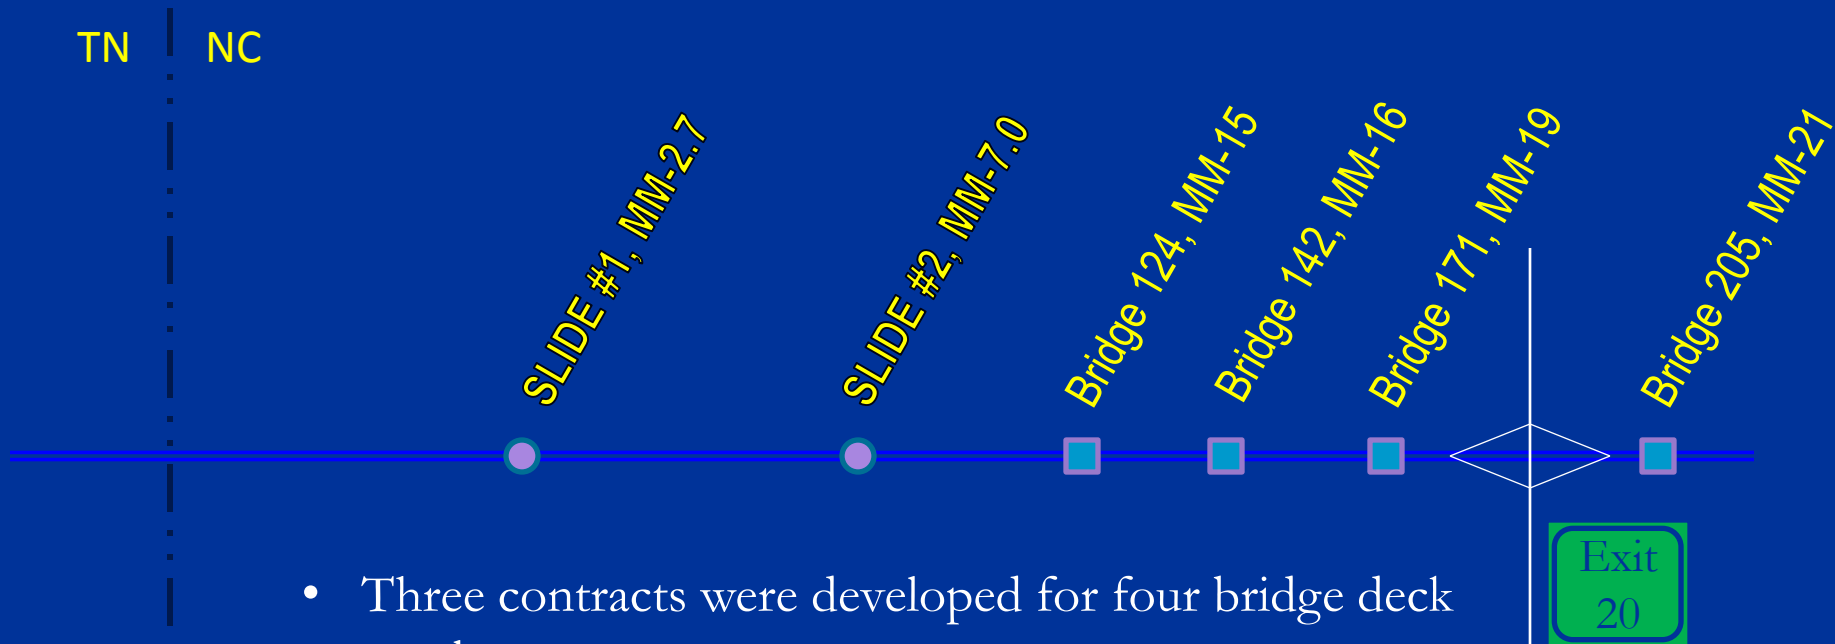 TN
NC
SLIDE #1, MM-2.7
SLIDE #2, MM-7.0
Bridge 124, MM-15
Bridge 142, MM-16
Bridge 171, MM-19
Bridge 205, MM-21
• Three contracts were developed for four bridge deck
Exit
20